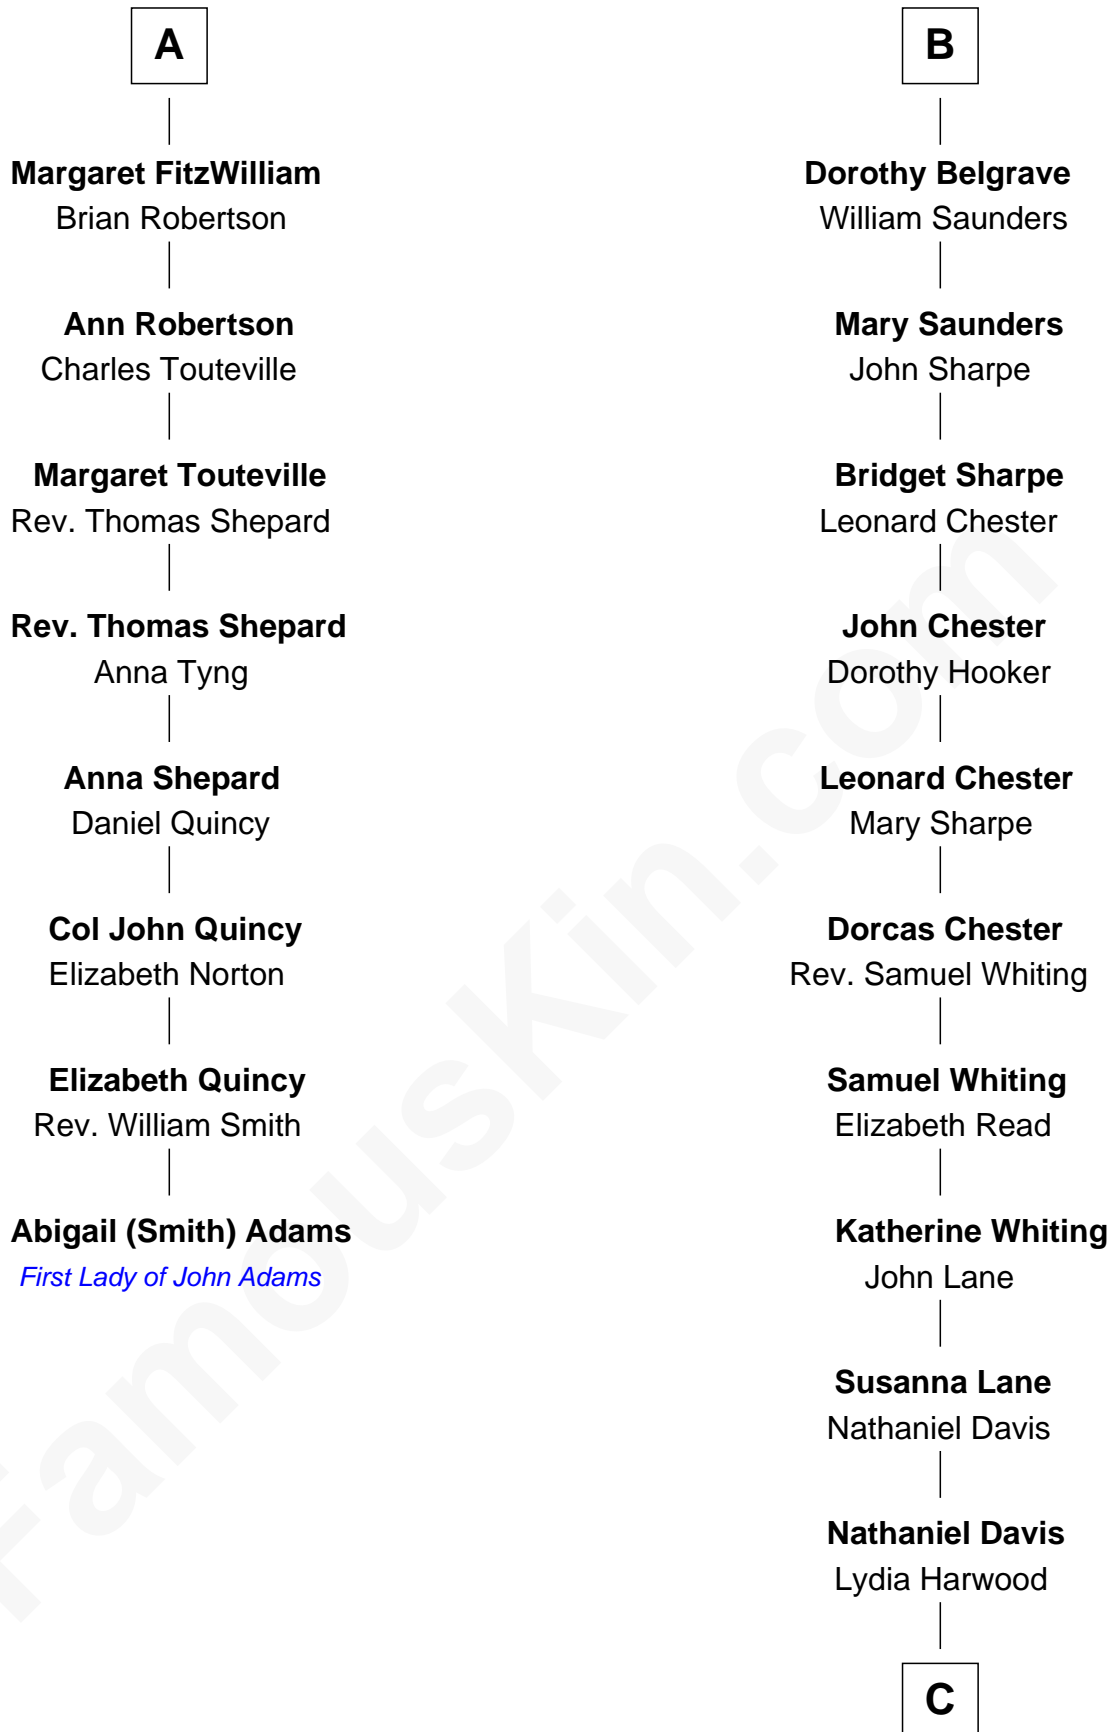 A
Margaret FitzWilliam
Brian Robertson
Ann Robertson
Charles Touteville
Margaret Touteville
Rev. Thomas Shepard
Rev. Thomas Shepard
Anna Tyng
Anna Shepard
Daniel Quincy
Col John Quincy
Elizabeth Norton
Elizabeth Quincy
Rev. William Smith
Abigail (Smith) Adams
First Lady of John Adams
B
Dorothy Belgrave
William Saunders
Mary Saunders
John Sharpe
Bridget Sharpe
Leonard Chester
John Chester
Dorothy Hooker
Leonard Chester
Mary Sharpe
Dorcas Chester
Rev. Samuel Whiting
Samuel Whiting
Elizabeth Read
Katherine Whiting
John Lane
Susanna Lane
Nathaniel Davis
Nathaniel Davis
Lydia Harwood
C
FamousKin.com